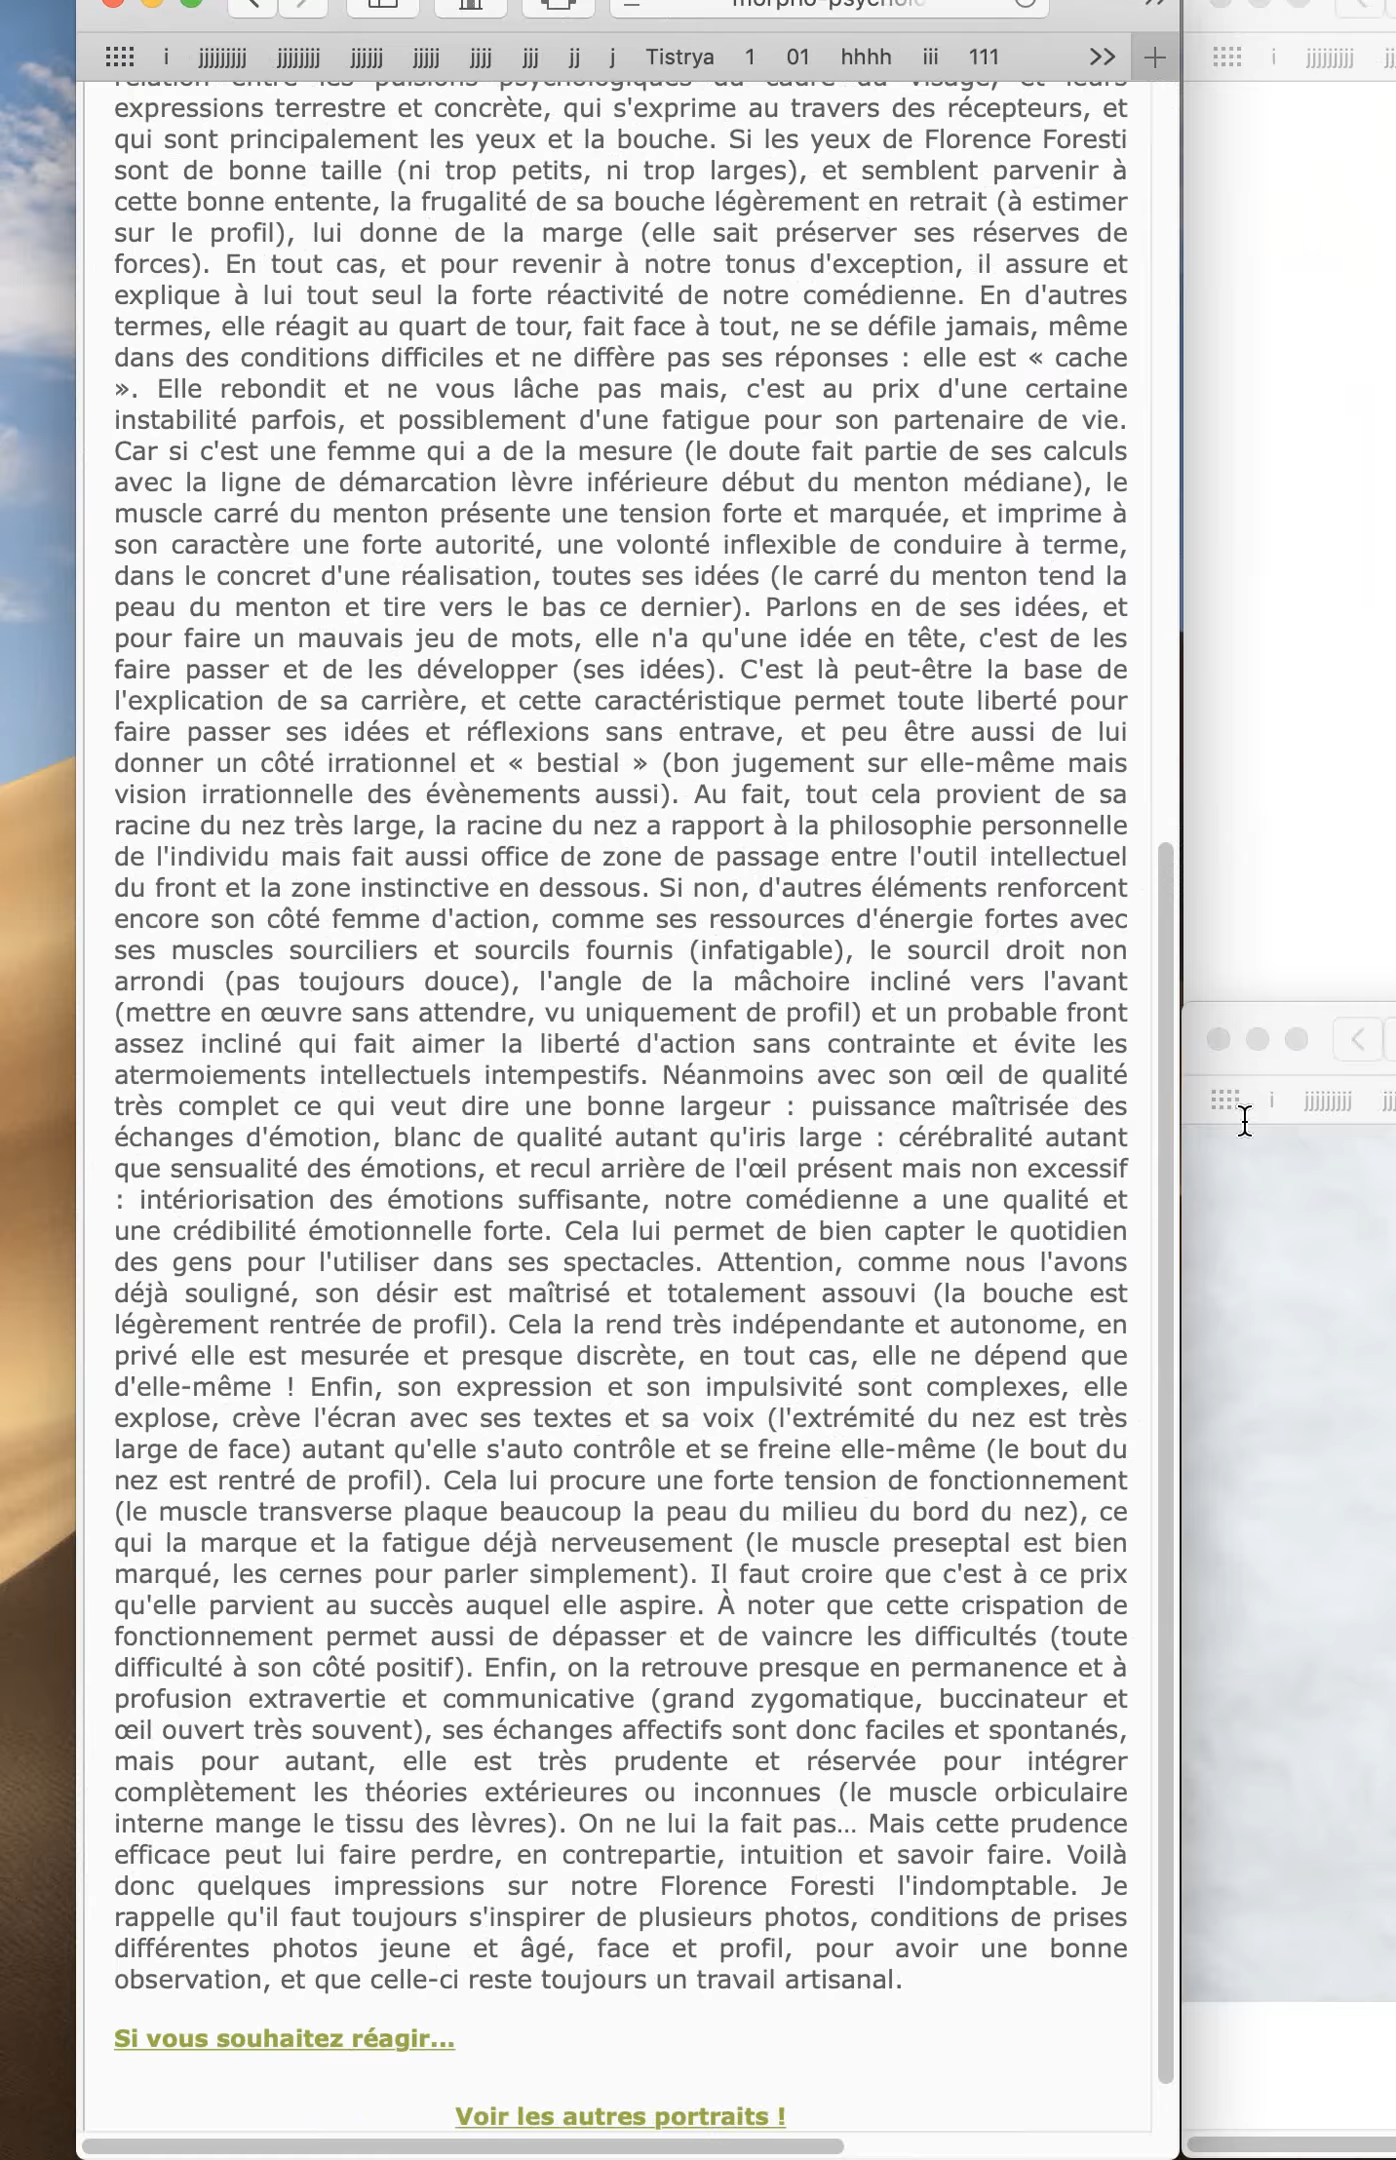 i jjjjjjjjj jjjjjjjj jjjjjj jjjjj jjjj jjj jj j Tistrya 1 01 hhhh iii 111 >>
relation entre les pulsions psychologiques du cadre du visage, et leurs
expressions terrestre et concrète, qui s'exprime au travers des récepteurs, et
qui sont principalement les yeux et la bouche. Si les yeux de Florence Foresti
sont de bonne taille (ni trop petits, ni trop larges), et semblent parvenir à
cette bonne entente, la frugalité de sa bouche légèrement en retrait (à estimer
sur le profil), lui donne de la marge (elle sait préserver ses réserves de
forces). En tout cas, et pour revenir à notre tonus d'exception, il assure et
explique à lui tout seul la forte réactivité de notre comédienne. En d'autres
termes, elle réagit au quart de tour, fait face à tout, ne se défile jamais, même
dans des conditions difficiles et ne diffère pas ses réponses : elle est « cache
». Elle rebondit et ne vous lâche pas mais, c'est au prix d'une certaine
instabilité parfois, et possiblement d'une fatigue pour son partenaire de vie.
Car si c'est une femme qui a de la mesure (le doute fait partie de ses calculs
avec la ligne de démarcation lèvre inférieure début du menton médiane), le
muscle carré du menton présente une tension forte et marquée, et imprime à
son caractère une forte autorité, une volonté inflexible de conduire à terme,
dans le concret d'une réalisation, toutes ses idées (le carré du menton tend la
peau du menton et tire vers le bas ce dernier). Parlons en de ses idées, et
pour faire un mauvais jeu de mots, elle n'a qu'une idée en tête, c'est de les
faire passer et de les développer (ses idées). C'est là peut-être la base de
l'explication de sa carrière, et cette caractéristique permet toute liberté pour
faire passer ses idées et réflexions sans entrave, et peu être aussi de lui
donner un côté irrationnel et « bestial » (bon jugement sur elle-même mais
vision irrationnelle des évènements aussi). Au fait, tout cela provient de sa
racine du nez très large, la racine du nez a rapport à la philosophie personnelle
de l'individu mais fait aussi office de zone de passage entre l'outil intellectuel
du front et la zone instinctive en dessous. Si non, d'autres éléments renforcent
encore son côté femme d'action, comme ses ressources d'énergie fortes avec
ses muscles sourciliers et sourcils fournis (infatigable), le sourcil droit non
arrondi (pas toujours douce), l'angle de la mâchoire incliné vers l'avant
(mettre en œuvre sans attendre, vu uniquement de profil) et un probable front
assez incliné qui fait aimer la liberté d'action sans contrainte et évite les
atermoiements intellectuels intempestifs. Néanmoins avec son œil de qualité
très complet ce qui veut dire une bonne largeur : puissance maîtrisée des
échanges d'émotion, blanc de qualité autant qu'iris large : cérébralité autant
que sensualité des émotions, et recul arrière de l'œil présent mais non excessif
: intériorisation des émotions suffisante, notre comédienne a une qualité et
une crédibilité émotionnelle forte. Cela lui permet de bien capter le quotidien
des gens pour l'utiliser dans ses spectacles. Attention, comme nous l'avons
déjà souligné, son désir est maîtrisé et totalement assouvi (la bouche est
légèrement rentrée de profil). Cela la rend très indépendante et autonome, en
privé elle est mesurée et presque discrète, en tout cas, elle ne dépend que
d'elle-même ! Enfin, son expression et son impulsivité sont complexes, elle
explose, crève l'écran avec ses textes et sa voix (l'extrémité du nez est très
large de face) autant qu'elle s'auto contrôle et se freine elle-même (le bout du
nez est rentré de profil). Cela lui procure une forte tension de fonctionnement
(le muscle transverse plaque beaucoup la peau du milieu du bord du nez), ce
qui la marque et la fatigue déjà nerveusement (le muscle preseptal est bien
marqué, les cernes pour parler simplement). Il faut croire que c'est à ce prix
qu'elle parvient au succès auquel elle aspire. À noter que cette crispation de
fonctionnement permet aussi de dépasser et de vaincre les difficultés (toute
difficulté à son côté positif). Enfin, on la retrouve presque en permanence et à
profusion extravertie et communicative (grand zygomatique, buccinateur et
œil ouvert très souvent), ses échanges affectifs sont donc faciles et spontanés,
mais pour autant, elle est très prudente et réservée pour intégrer
complètement les théories extérieures ou inconnues (le muscle orbiculaire
interne mange le tissu des lèvres). On ne lui la fait pas... Mais cette prudence
efficace peut lui faire perdre, en contrepartie, intuition et savoir faire. Voilà
donc quelques impressions sur notre Florence Foresti l'indomptable. Je
rappelle qu'il faut toujours s'inspirer de plusieurs photos, conditions de prises
différentes photos jeune et âgé, face et profil, pour avoir une bonne
observation, et que celle-ci reste toujours un travail artisanal.
Si vous souhaitez réagir...
Voir les autres portraits !
i jjjjjjjjj
i jjjjjjjjj